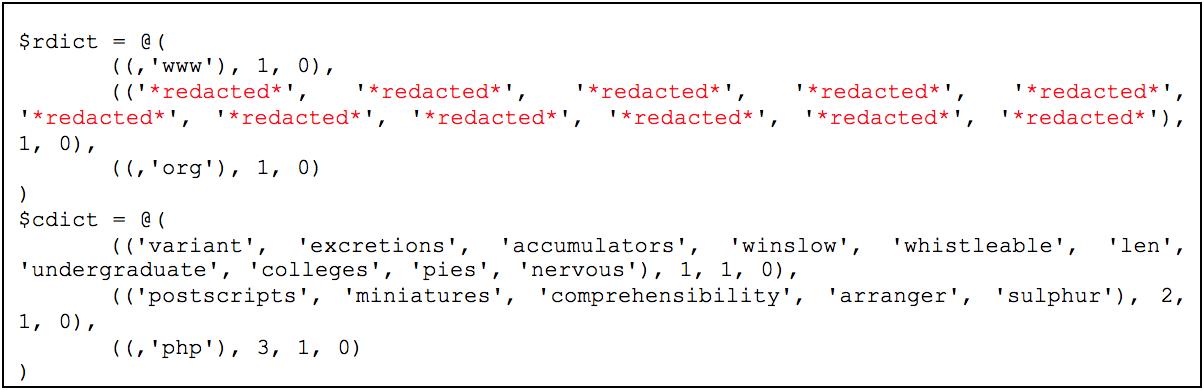 $rdict = @(
((,'www'), 1, 0),
(('*redacted*', '*redacted*', '*redacted*', '*redacted*', '*redacted*',
'*redacted*', '*redacted*', '*redacted*', '*redacted*', '*redacted*', '*redacted*'),
1, 0),
((,'org'), 1, 0)
)
$cdict = @(
(('variant', 'excretions', 'accumulators', 'winslow', 'whistleable', 'len',
'undergraduate', 'colleges', 'pies', 'nervous'), 1, 1, 0),
(('postscripts', 'miniatures', 'comprehensibility', 'arranger', 'sulphur'), 2,
1, 0),
((,'php'), 3, 1, 0)
)